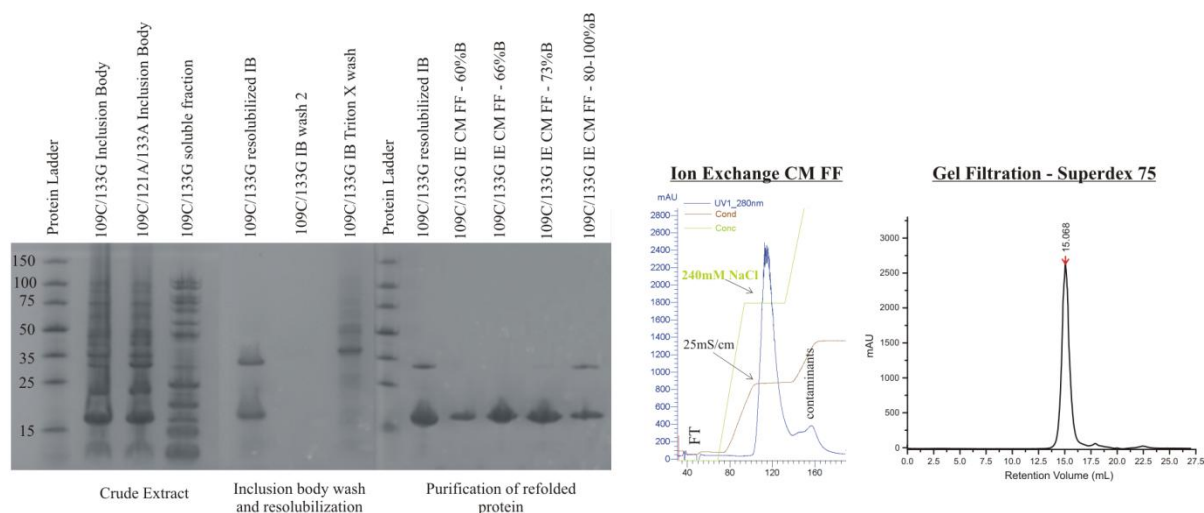 Protein Ladder
109C/133G Inclusion Body
109C/121A/133A Inclusion Body
109C/133G soluble fraction
109C/133G resolubilized IB
109C/133G IB wash 2
109C/133G IB Triton X wash
Protein Ladder
109C/133G resolubilized IB
109C/133G IE CM FF - 60%B
109C/133G IE CM FF - 66%B
109C/133G IE CM FF - 73%B
109C/133G IE CM FF - 80-100%B
150
100
75
50
35
25
15
Crude Extract
Inclusion body wash
and resolubilization
Purification of refolded
protein
Ion Exchange CM FF
mAU
UV1_280nm
Cond
Conc
2800
2600
2400
2200
2000
1800
1600
1400
1200
1000
800
600
400
200
0
240mM NaCl
25mS/cm
FT
contaminants
40
80
120
160
Gel Filtration - Superdex 75
mAU
3000
2500
2000
1500
1000
500
0
15.068
0.0 2.5 5.0 7.5 10.0 12.5 15.0 17.5 20.0 22.5 25.0 27.5
Retention Volume (mL)